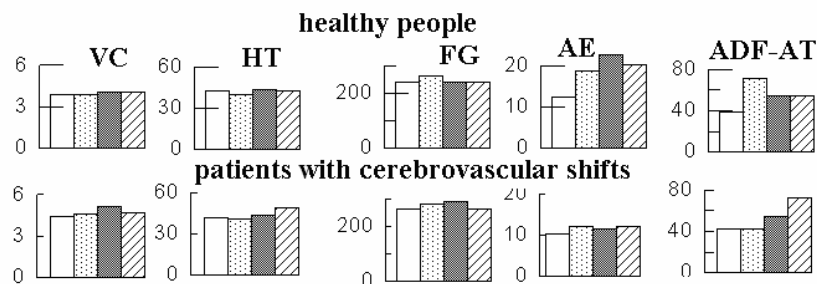 healthy people
VC HT FG AE ADF-AT
6 60 200 20 80
3 30 10 40
0 0 0 0 0
patients with cerebrovascular shifts
6 60 200 20 80
3 30 10 40
0 0 0 0 0